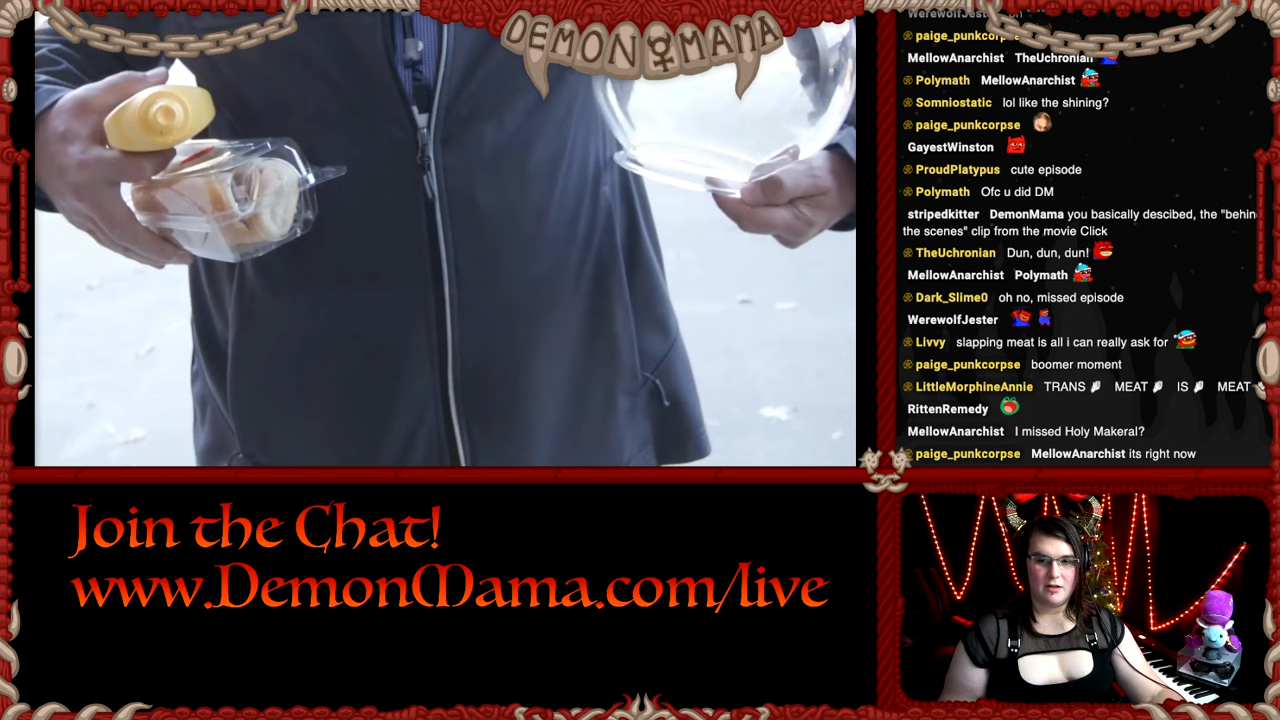 DEMON MAMA
WerewolfJester
paige_punkcorpse
MellowAnarchist TheUchronian
Polymath MellowAnarchist
Somniostatic lol like the shining?
paige_punkcorpse
GayestWinston
ProudPlatypus cute episode
Polymath Ofc u did DM
stripedkitter DemonMama you basically descibed, the "behin
the scenes" clip from the movie Click
TheUchronian Dun, dun, dun!
MellowAnarchist Polymath
Dark_Slime0 oh no, missed episode
WerewolfJester
Livvy slapping meat is all i can really ask for
paige_punkcorpse boomer moment
LittleMorphineAnnie TRANS MEAT IS MEAT
RittenRemedy
MellowAnarchist I missed Holy Makeral?
paige_punkcorpse MellowAnarchist its right now
Join the Chat!
www.DemonMama.com/live